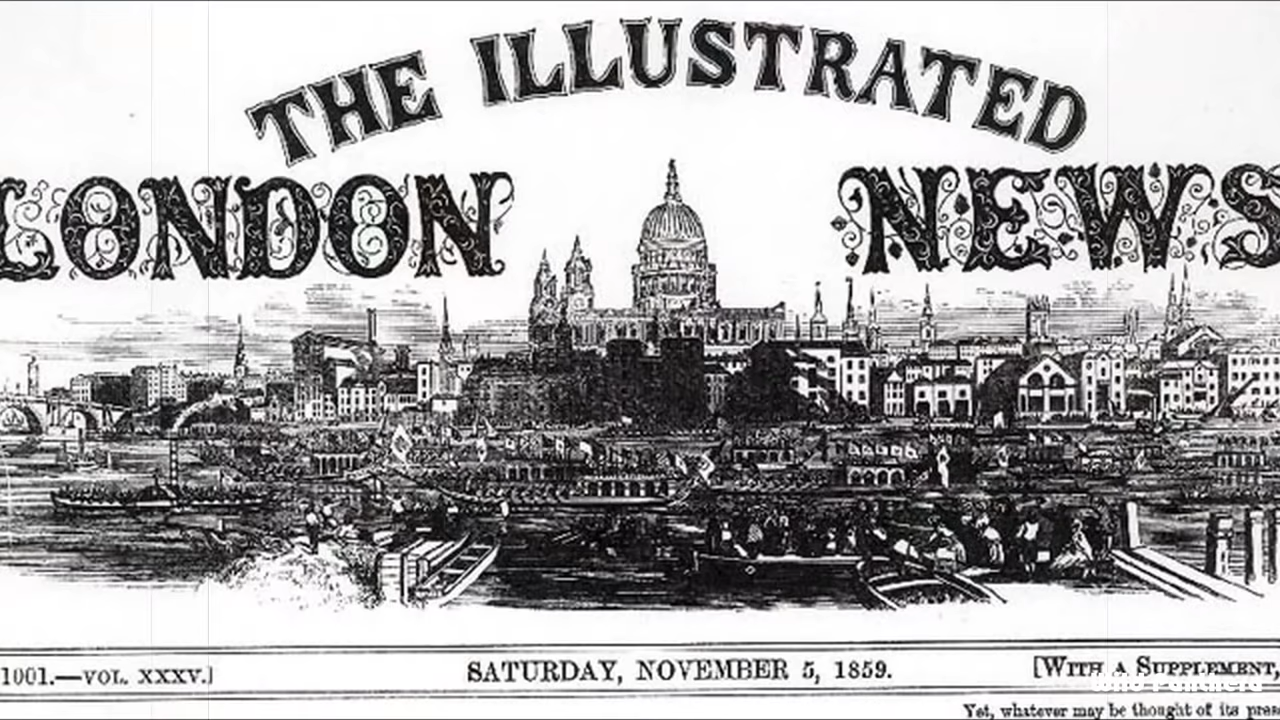 THE ILLUSTRATED
LONDON NEWS
1001.—VOL. XXXV.]
SATURDAY, NOVEMBER 5, 1859.
[WITH A SUPPLEMENT,
Yet, whatever may be thought of its pres